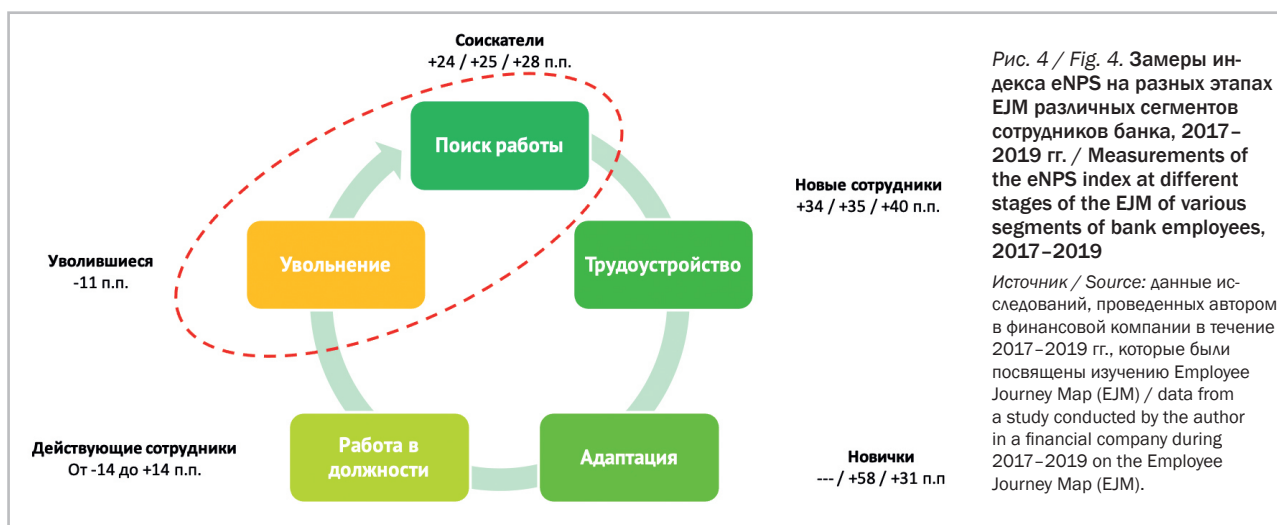 Соискатели
+24 / +25 / +28 п.п.
Поиск работы
Новые сотрудники
+34 / +35 / +40 п.п.
Трудоустройство
Уволившиеся
-11 п.п.
Увольнение
Действующие сотрудники
От -14 до +14 п.п.
Работа в
должности
Адаптация
Новички
--- / +58 / +31 п.п
Рис. 4 / Fig. 4. Замеры ин-
декса eNPS на разных этапах
EJM различных сегментов
сотрудников банка, 2017–
2019 гг. / Measurements of
the eNPS index at different
stages of the EJM of various
segments of bank employees,
2017–2019
Источник / Source: данные ис-
следований, проведенных автором
в финансовой компании в течение
2017–2019 гг., которые были
посвящены изучению Employee
Journey Map (EJM) / data from
a study conducted by the author
in a financial company during
2017–2019 on the Employee
Journey Map (EJM).